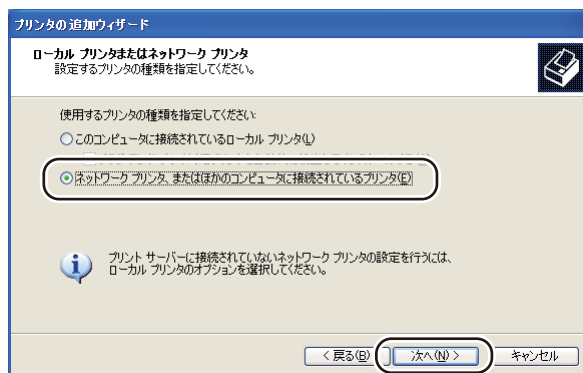 プリンタの追加ウィザード
ローカル プリンタまたはネットワーク プリンタ
設定するプリンタの種類を指定してください。
使用するプリンタの種類を指定してください:
このコンピュータに接続されているローカル プリンタ(L)
ネットワーク プリンタ、またはほかのコンピュータに接続されているプリンタ(E)
プリント サーバーに接続されていないネットワーク プリンタの設定を行うには、
ローカル プリンタのオプションを選択してください。
< 戻る(B) 次へ(N) > キャンセル